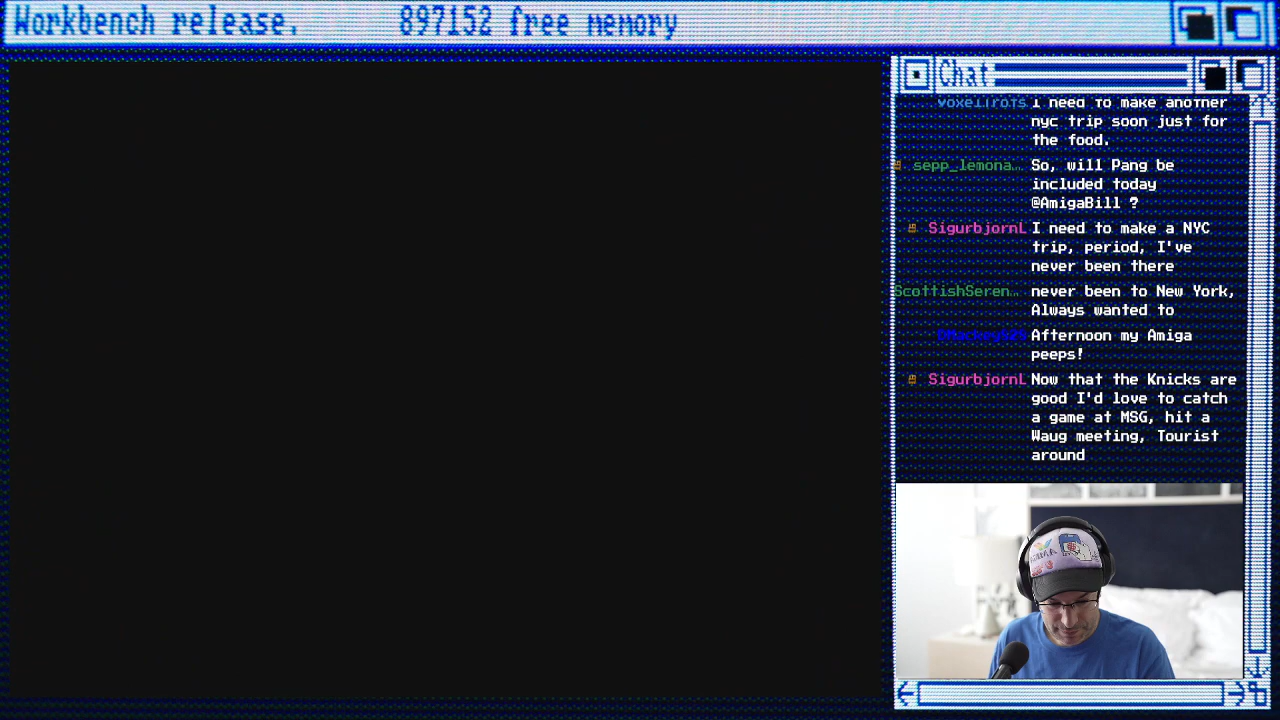 Workbench release. 897152 free memory
Chat
voxelTrots I need to make another
nyc trip soon just for
the food.
sepp_lemona… So, will Pang be
included today
@AmigaBill ?
SigurbjornL I need to make a NYC
trip, period, I've
never been there
ScottishSeren… never been to New York,
Always wanted to
Afternoon my Amiga
peeps!
SigurbjornL Now that the Knicks are
good I'd love to catch
a game at MSG, hit a
Waug meeting, Tourist
around